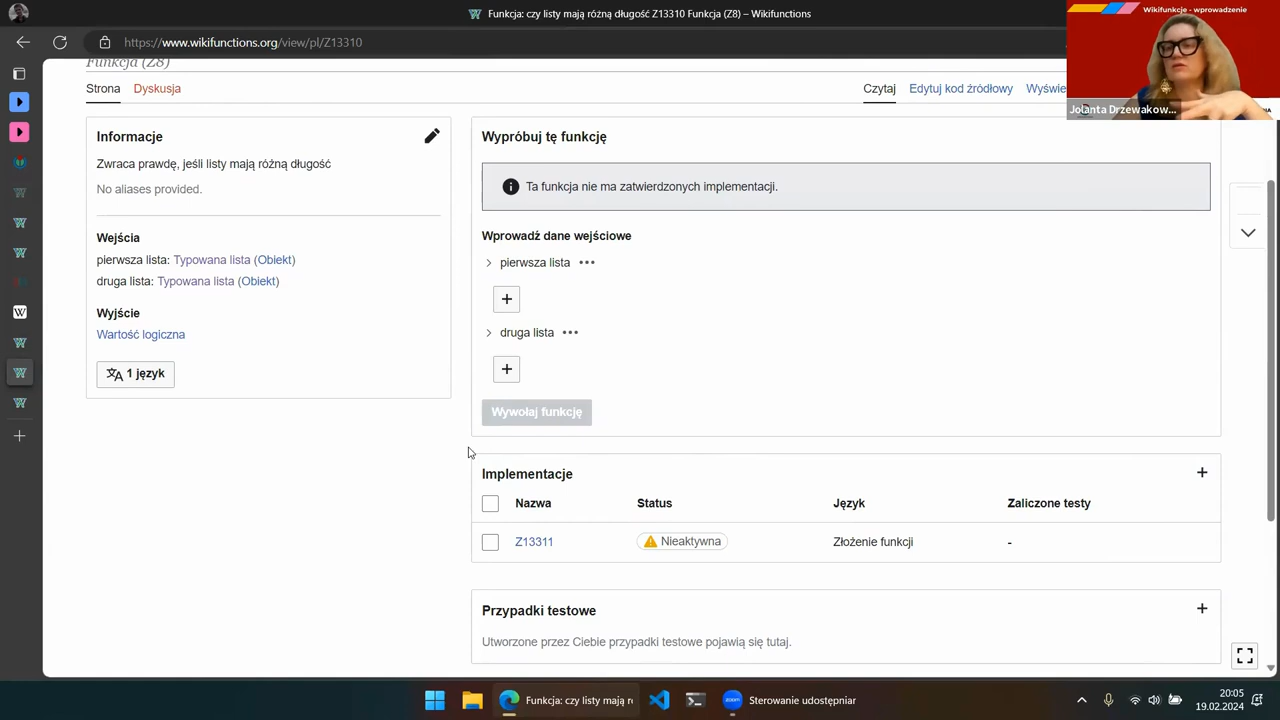 Funkcja: czy listy mają różną długość Z13310 Funkcja (Z8) – Wikifunctions
https://www.wikifunctions.org/view/pl/Z13310
Wikifunkcje - wprowadzenie
Jolanta Drzewakow...
Funkcja (Z8)
Strona Dyskusja Czytaj Edytuj kod źródłowy Wyświe
Informacje
Zwraca prawdę, jeśli listy mają różną długość
No aliases provided.
Wejścia
pierwsza lista: Typowana lista (Obiekt)
druga lista: Typowana lista (Obiekt)
Wyjście
Wartość logiczna
1 język
Wypróbuj tę funkcję
Ta funkcja nie ma zatwierdzonych implementacji.
Wprowadź dane wejściowe
pierwsza lista
+
druga lista
+
Wywołaj funkcję
Implementacje +
Nazwa Status Język Zaliczone testy
Z13311 Nieaktywna Złożenie funkcji -
Przypadki testowe +
Utworzone przez Ciebie przypadki testowe pojawią się tutaj.
Funkcja: czy listy mają ró
zoom Sterowanie udostępniar
20:05
19.02.2024